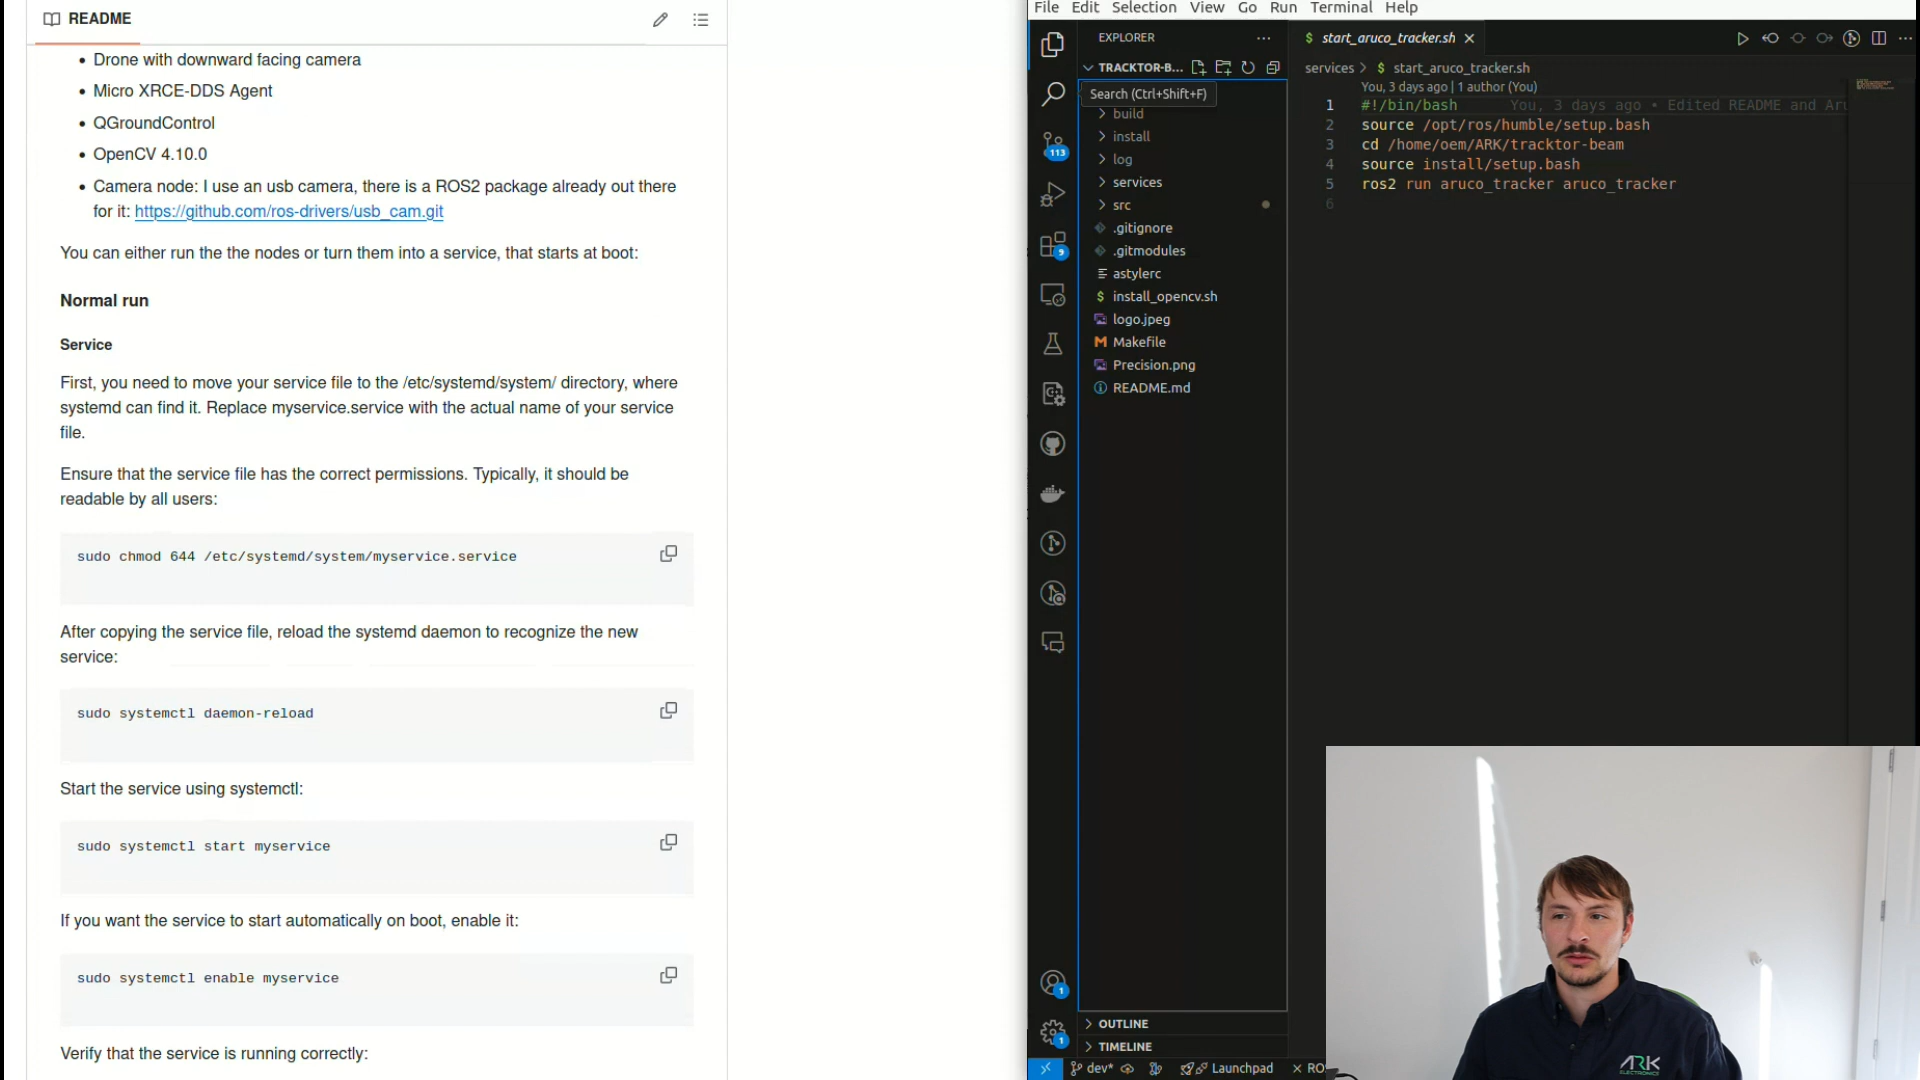 README
Drone with downward facing camera
Micro XRCE-DDS Agent
QGroundControl
OpenCV 4.10.0
Camera node: I use an usb camera, there is a ROS2 package already out there
for it: https://github.com/ros-drivers/usb_cam.git
You can either run the the nodes or turn them into a service, that starts at boot:
Normal run
Service
First, you need to move your service file to the /etc/systemd/system/ directory, where
systemd can find it. Replace myservice.service with the actual name of your service
file.
Ensure that the service file has the correct permissions. Typically, it should be
readable by all users:
sudo chmod 644 /etc/systemd/system/myservice.service
After copying the service file, reload the systemd daemon to recognize the new
service:
sudo systemctl daemon-reload
Start the service using systemctl:
sudo systemctl start myservice
If you want the service to start automatically on boot, enable it:
sudo systemctl enable myservice
Verify that the service is running correctly:
File Edit Selection View Go Run Terminal Help
EXPLORER
TRACKTOR-B...
Search (Ctrl+Shift+F)
build
install
log
services
src
.gitignore
.gitmodules
astylerc
$ install_opencv.sh
logo.jpeg
M Makefile
Precision.png
README.md
113
9
1
1
OUTLINE
TIMELINE
dev* Launchpad RO
$ start_aruco_tracker.sh
services > $ start_aruco_tracker.sh
You, 3 days ago | 1 author (You)
1 #!/bin/bash You, 3 days ago • Edited README and Aru
2 source /opt/ros/humble/setup.bash
3 cd /home/oem/ARK/tracktor-beam
4 source install/setup.bash
5 ros2 run aruco_tracker aruco_tracker
6
ARK
ELECTRONICS